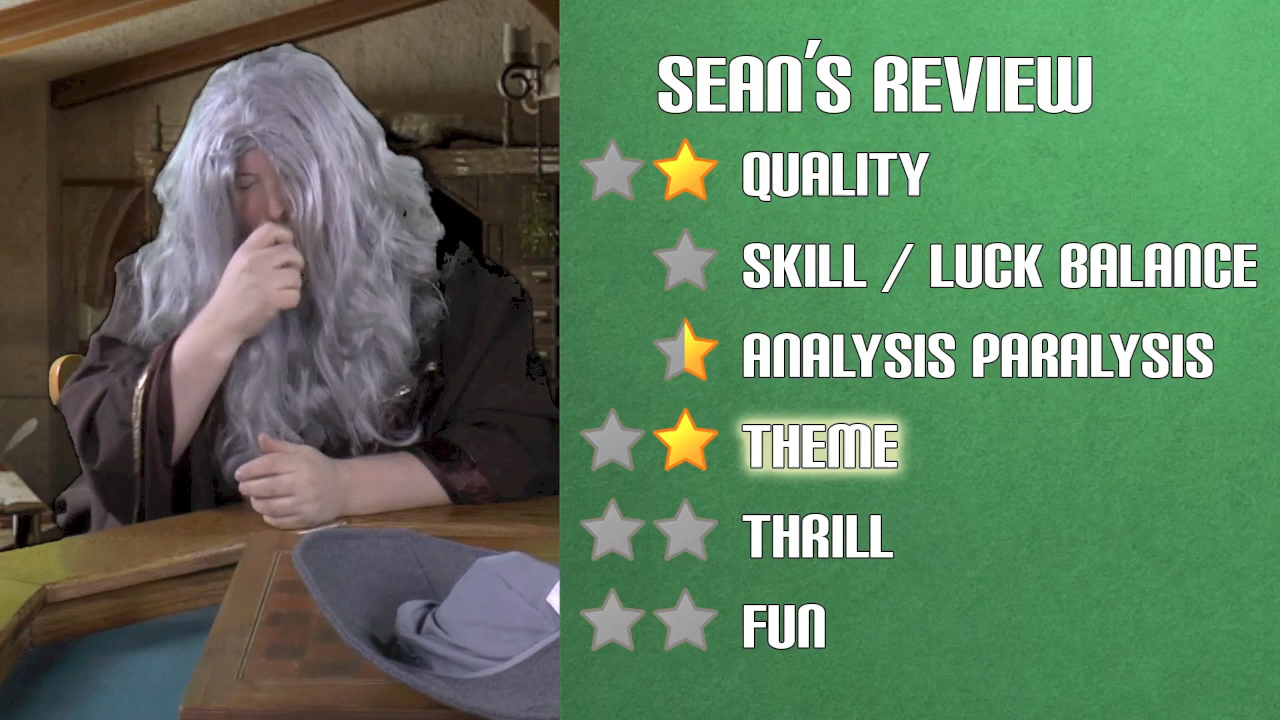 SEAN'S REVIEW
QUALITY
SKILL / LUCK BALANCE
ANALYSIS PARALYSIS
THEME
THRILL
FUN